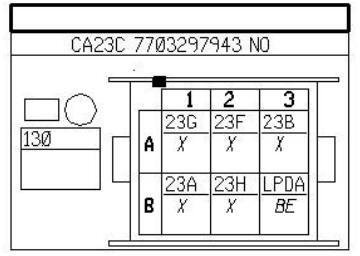 CA23C 7703297943 NO
1 2 3
23G 23F 23B
130
A X X X
23A 23H LPDA
B X X BE